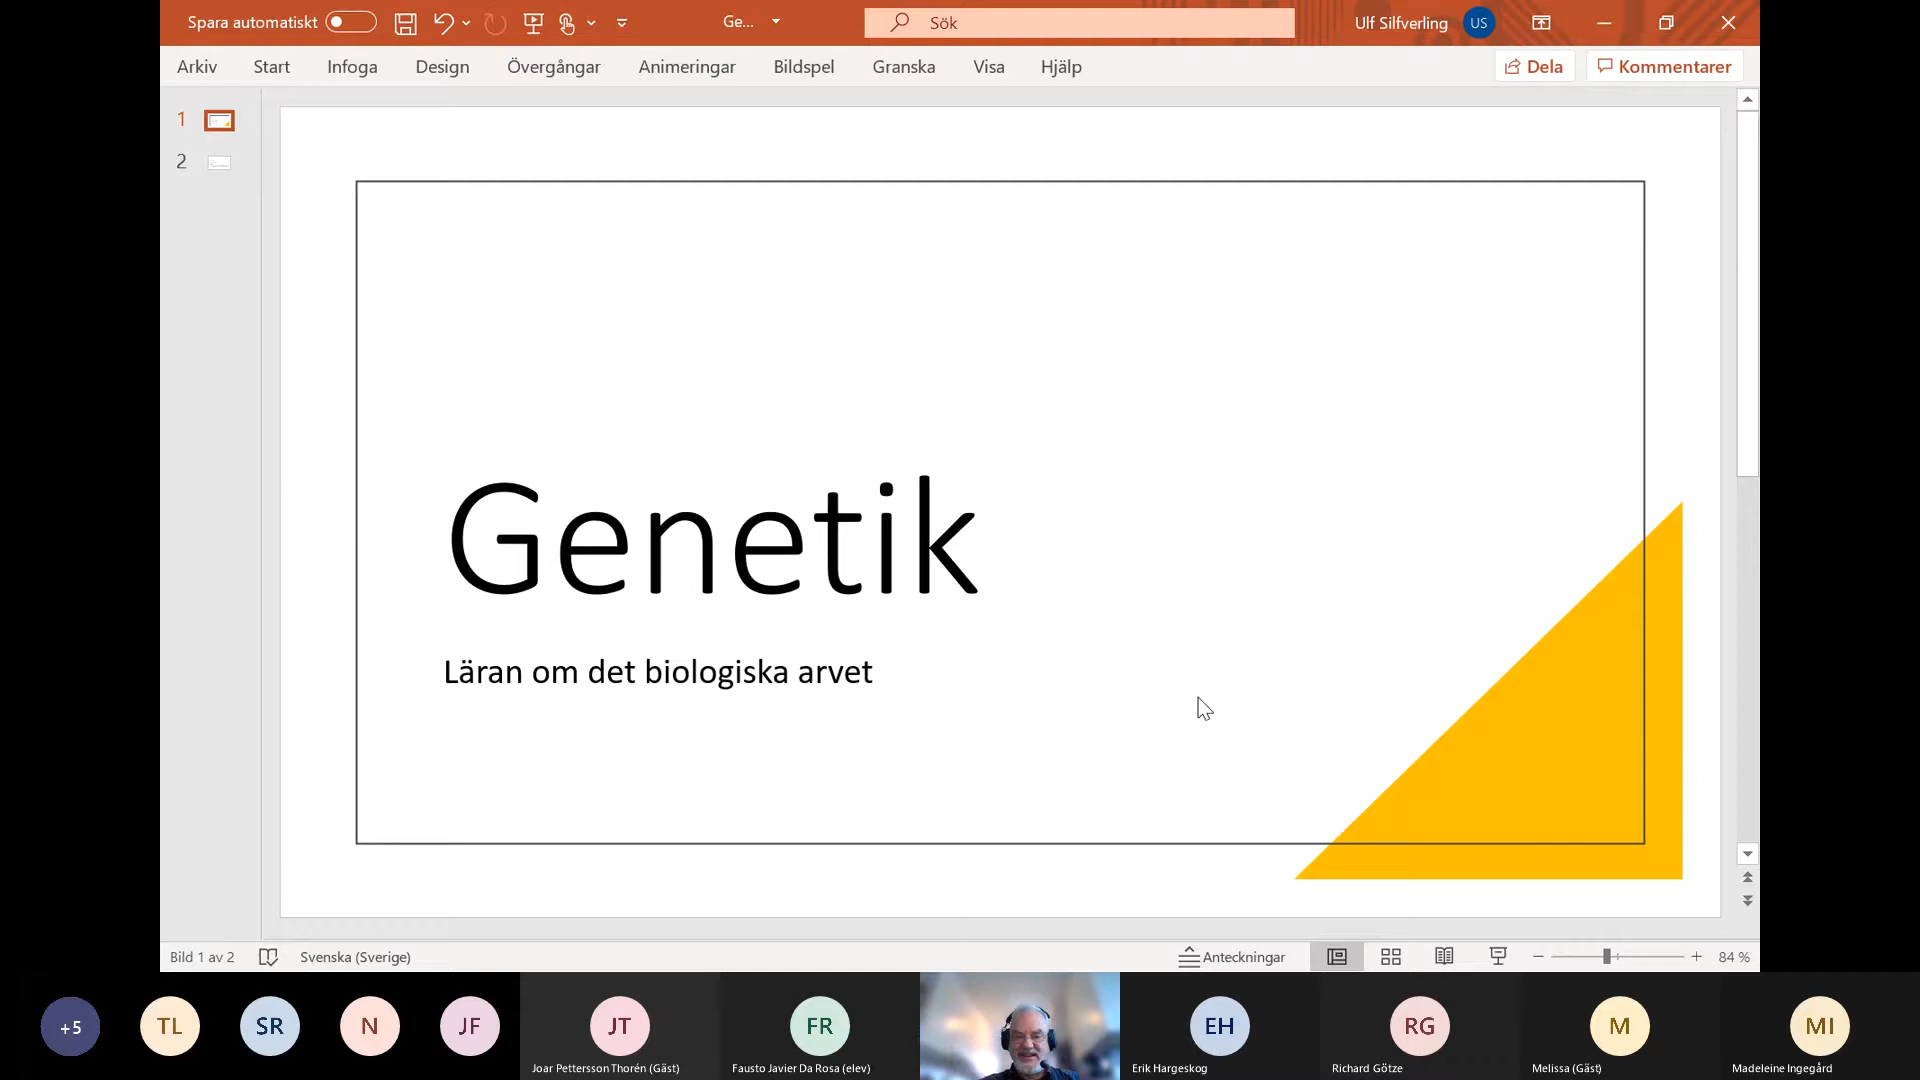 Spara automatiskt
Ge...
Sök
Ulf Silfverling
US
Arkiv
Start
Infoga
Design
Övergångar
Animeringar
Bildspel
Granska
Visa
Hjälp
Dela
Kommentarer
1
2
Genetik
Läran om det biologiska arvet
Bild 1 av 2
Svenska (Sverige)
Anteckningar
84 %
+5
TL
SR
N
JF
JT
Joar Pettersson Thorén (Gäst)
FR
Fausto Javier Da Rosa (elev)
EH
Erik Hargeskog
RG
Richard Götze
M
Melissa (Gäst)
MI
Madeleine Ingegård